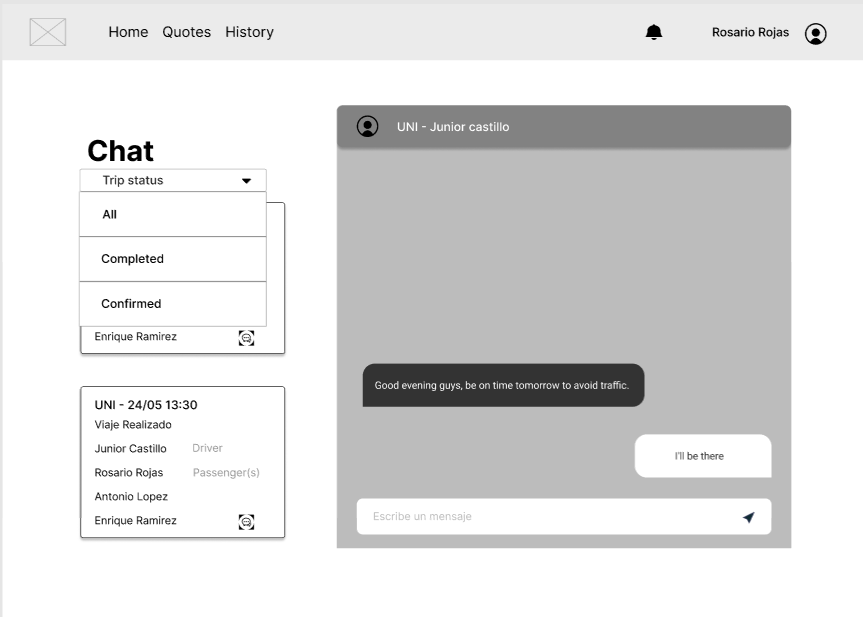 Home Quotes History
Rosario Rojas
Chat
Trip status
All
Completed
Confirmed
Enrique Ramirez
UNI - 24/05 13:30
Viaje Realizado
Junior Castillo Driver
Rosario Rojas Passenger(s)
Antonio Lopez
Enrique Ramirez
UNI - Junior castillo
Good evening guys, be on time tomorrow to avoid traffic.
I'll be there
Escribe un mensaje